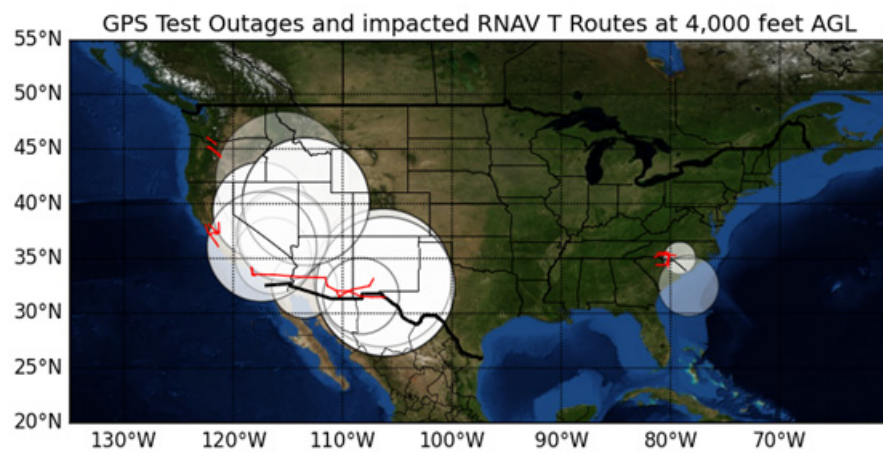 GPS Test Outages and impacted RNAV T Routes at 4,000 feet AGL
55°N
50°N
45°N
40°N
35°N
30°N
25°N
20°N
130°W 120°W 110°W 100°W 90°W 80°W 70°W